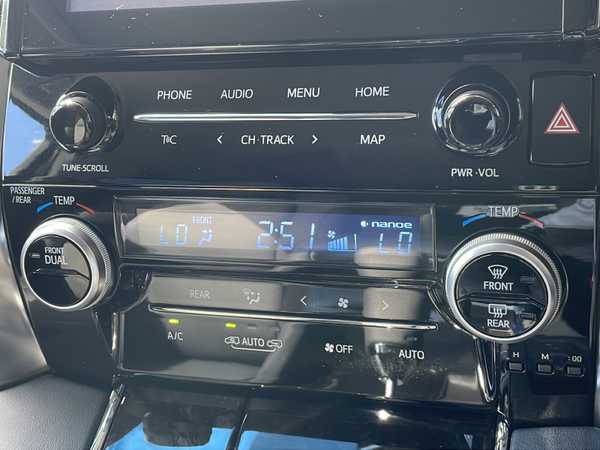 PHONE AUDIO MENU HOME
T@C < CH·TRACK > MAP
TUNE·SCROLL
PWR·VOL
PASSENGER
/REAR
TEMP
TEMP
FRONT
LO 2:51 nanoe LO
FRONT
DUAL
FRONT
REAR
REAR < >
A/C AUTO OFF AUTO
H M :00